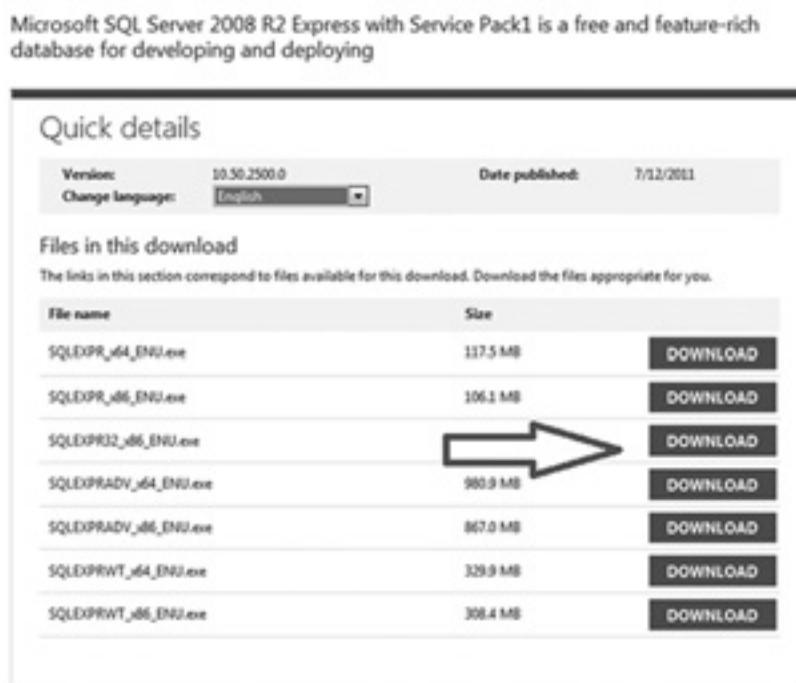 Microsoft SQL Server 2008 R2 Express with Service Pack1 is a free and feature-rich
database for developing and deploying
Quick details
Version: 10.50.2500.0 Date published: 7/12/2011
Change language: English
Files in this download
The links in this section correspond to files available for this download. Download the files appropriate for you.
File name Size
SQLEXPR_x64_ENU.exe 117.5 MB DOWNLOAD
SQLEXPR_x86_ENU.exe 106.1 MB DOWNLOAD
SQLEXPR32_x86_ENU.exe DOWNLOAD
SQLEXPRADV_x64_ENU.exe 980.9 MB DOWNLOAD
SQLEXPRADV_x86_ENU.exe 867.0 MB DOWNLOAD
SQLEXPRWT_x64_ENU.exe 329.9 MB DOWNLOAD
SQLEXPRWT_x86_ENU.exe 308.4 MB DOWNLOAD